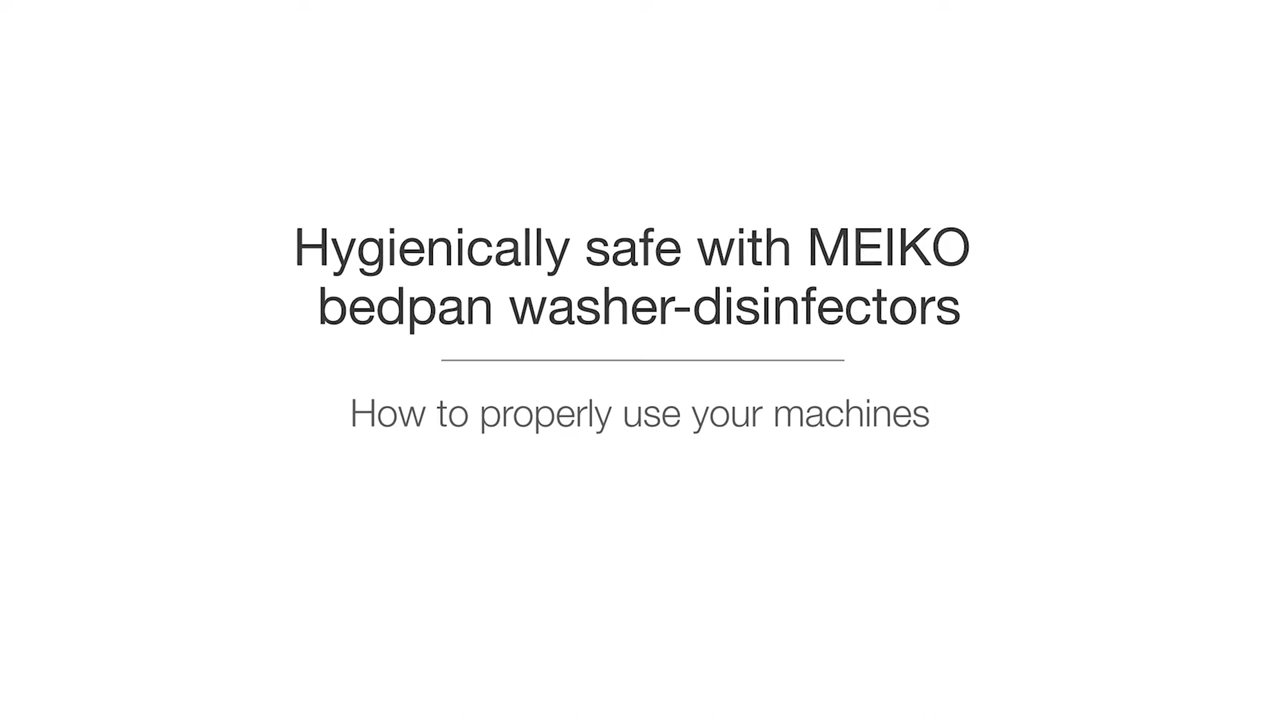 Hygienically safe with MEIKO
bedpan washer-disinfectors
How to properly use your machines